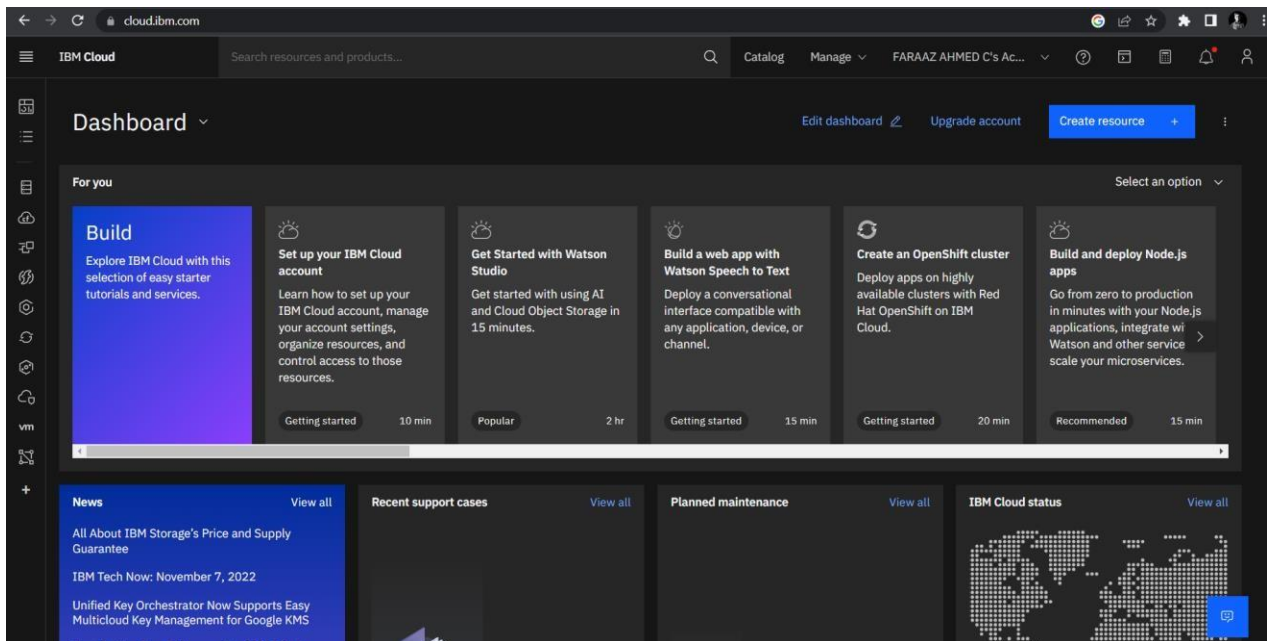 cloud.ibm.com
IBM Cloud
Search resources and products...
Catalog
Manage
FARAAZ AHMED C's Ac...
Dashboard
Edit dashboard
Upgrade account
Create resource +
For you
Select an option
Build
Explore IBM Cloud with this
selection of easy starter
tutorials and services.
Set up your IBM Cloud
account
Learn how to set up your
IBM Cloud account, manage
your account settings,
organize resources, and
control access to those
resources.
Getting started
10 min
Get Started with Watson
Studio
Get started with using AI
and Cloud Object Storage in
15 minutes.
Popular
2 hr
Build a web app with
Watson Speech to Text
Deploy a conversational
interface compatible with
any application, device, or
channel.
Getting started
15 min
Create an OpenShift cluster
Deploy apps on highly
available clusters with Red
Hat OpenShift on IBM
Cloud.
Getting started
20 min
Build and deploy Node.js
apps
Go from zero to production
in minutes with your Node.js
applications, integrate wi
Watson and other service
scale your microservices.
Recommended
15 min
vm
News
View all
All About IBM Storage's Price and Supply
Guarantee
IBM Tech Now: November 7, 2022
Unified Key Orchestrator Now Supports Easy
Multicloud Key Management for Google KMS
Recent support cases
View all
Planned maintenance
View all
IBM Cloud status
View all